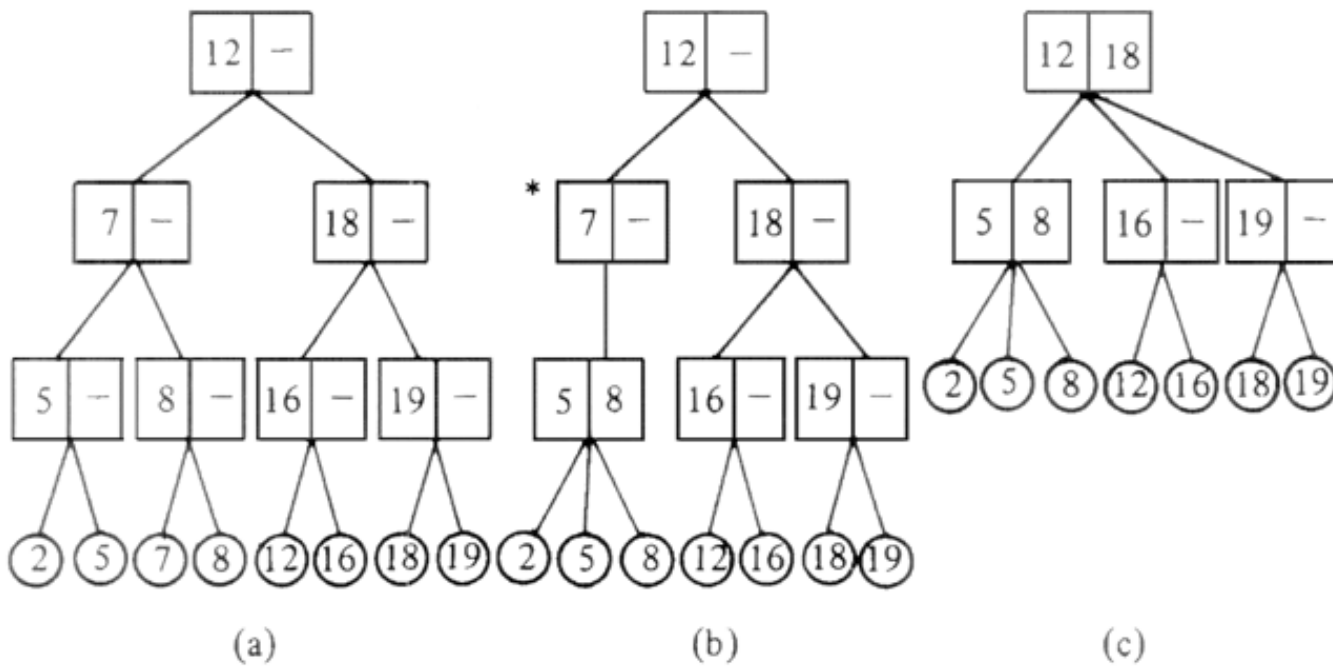 12 – 12 – 12 18
7 – 18 – * 7 – 18 – 5 8 16 – 19 –
5 – 8 – 16 – 19 – 5 8 16 – 19 – 2 5 8 12 16 18 19
2 5 7 8 12 16 18 19 2 5 8 12 16 18 19
(a) (b) (c)